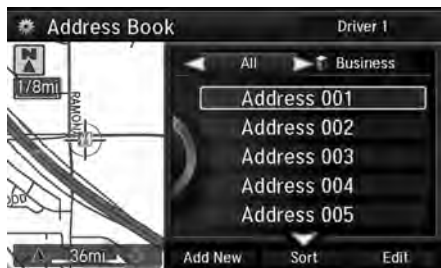 Address Book
Driver 1
N
All
Business
1/8mi
RAMONA
Address 001
Address 002
Address 003
Address 004
Address 005
36mi
Add New
Sort
Edit